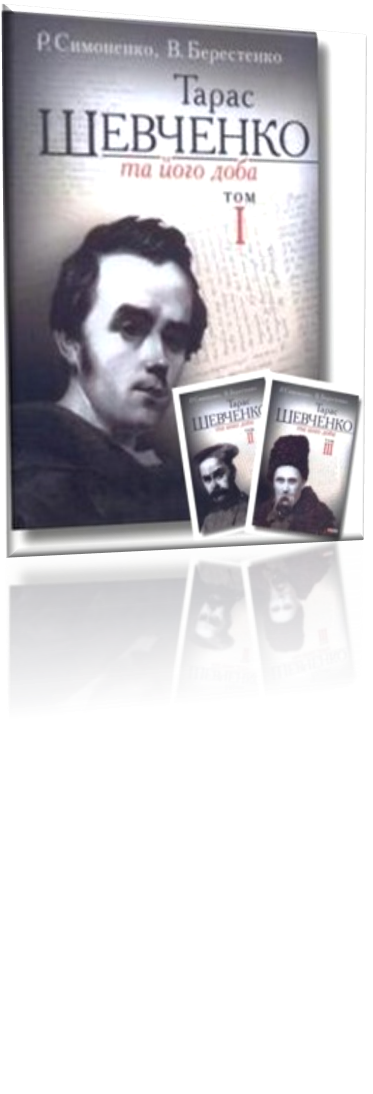 Р. Симоненко, В. Берестенко
Тарас
ШЕВЧЕНКО
та його доба
ТОМ
I
Тарас
ШЕВЧЕНКО
та його доба
II
Тарас
ШЕВЧЕНКО
та його доба
III